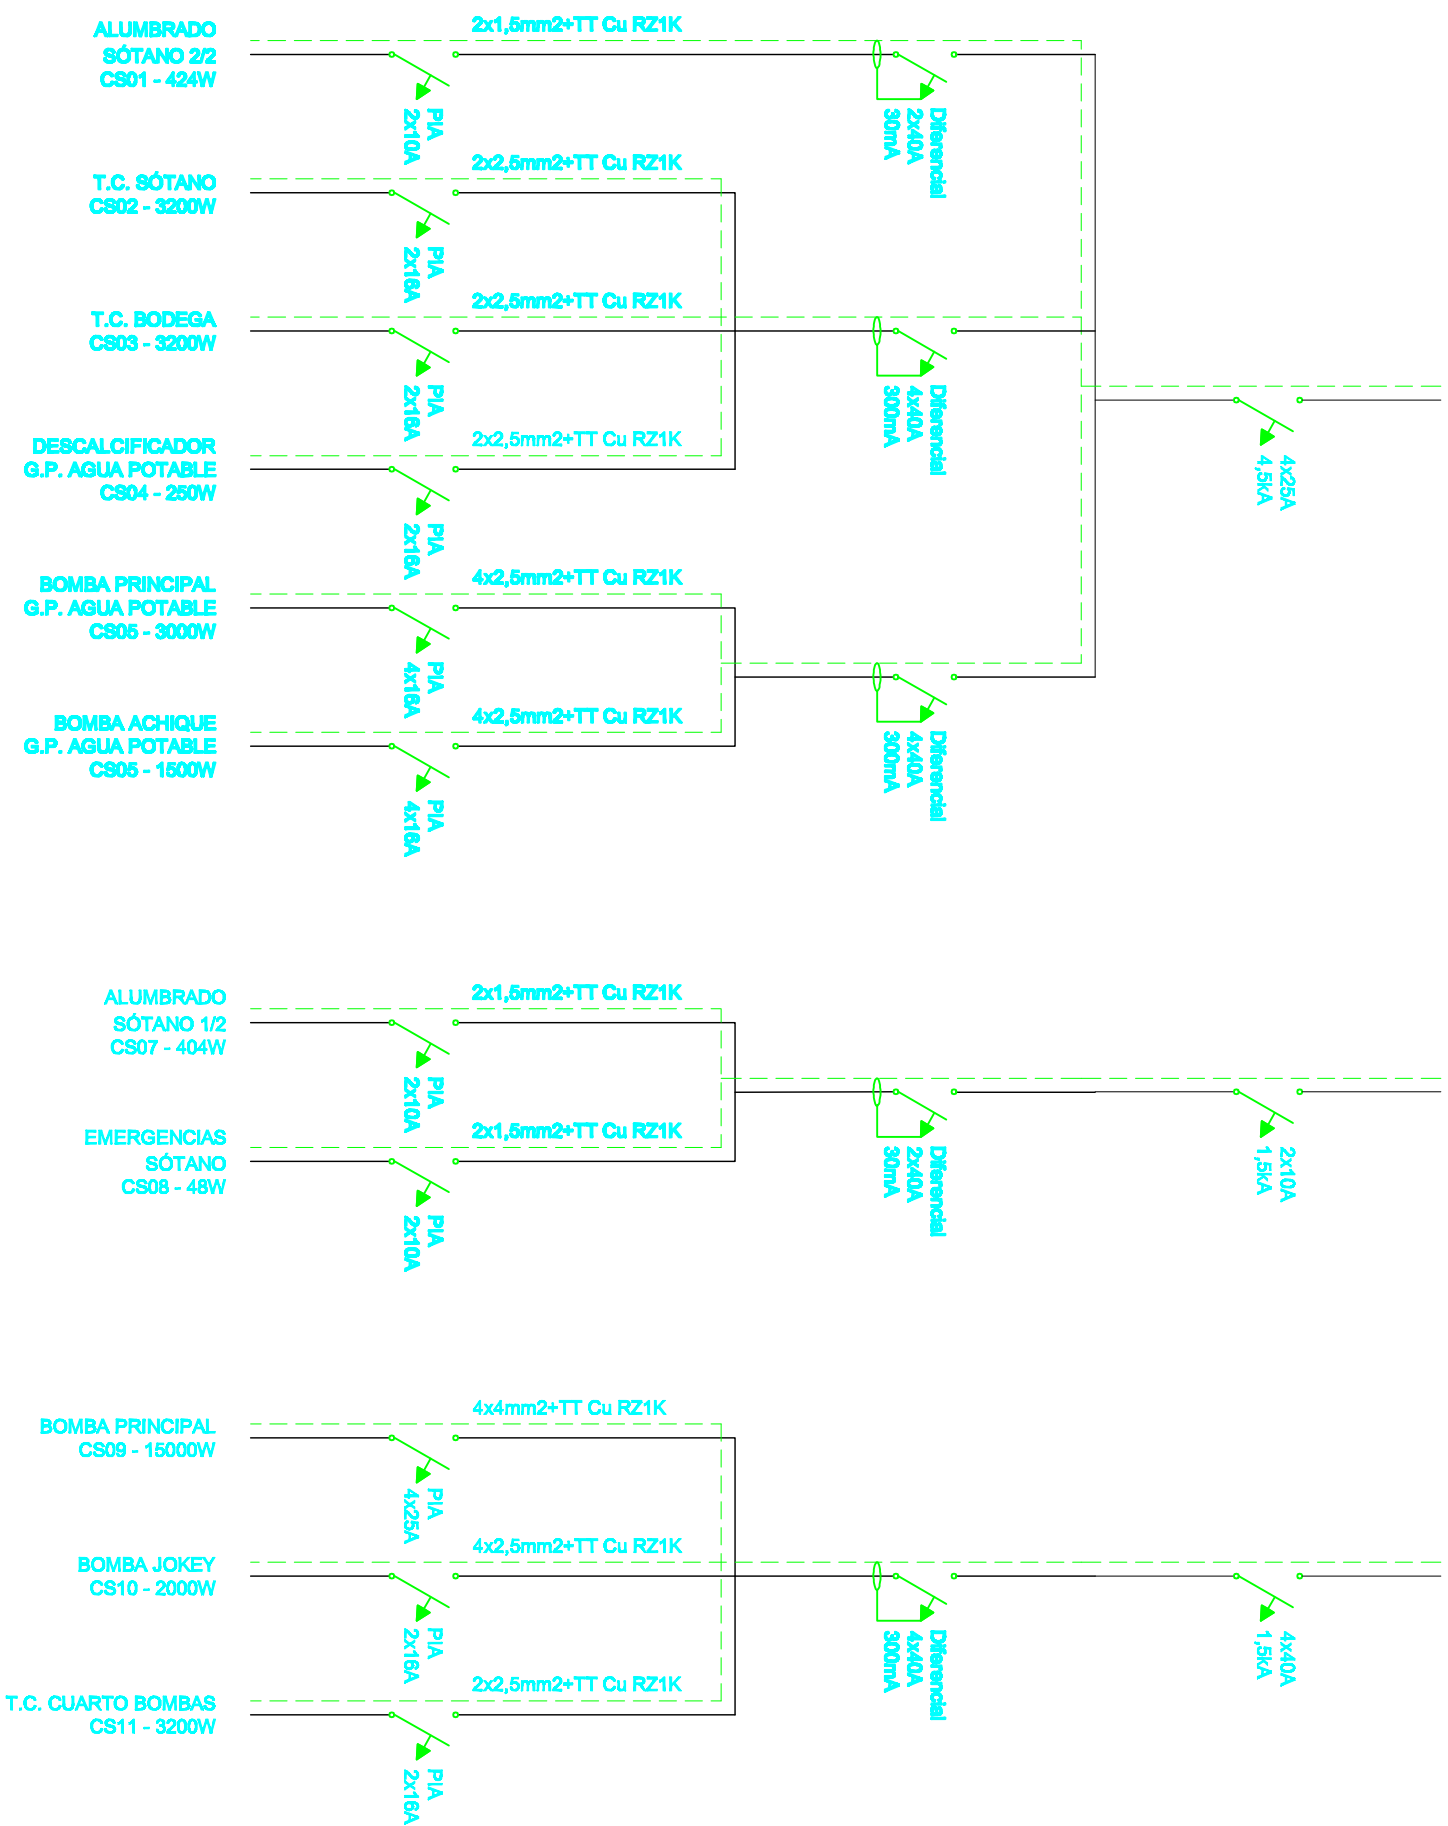 ALUMBRADO
SÓTANO 2/2
CS01 - 424W
2x1,5mm2+TT Cu RZ1K
PIA
2x10A
Diferencial
2x40A
30mA
T.C. SÓTANO
CS02 - 3200W
2x2,5mm2+TT Cu RZ1K
PIA
2x16A
T.C. BODEGA
CS03 - 3200W
2x2,5mm2+TT Cu RZ1K
PIA
2x16A
Diferencial
4x40A
300mA
4x25A
4,5kA
DESCALCIFICADOR
G.P. AGUA POTABLE
CS04 - 250W
2x2,5mm2+TT Cu RZ1K
PIA
2x16A
BOMBA PRINCIPAL
G.P. AGUA POTABLE
CS05 - 3000W
4x2,5mm2+TT Cu RZ1K
PIA
4x16A
Diferencial
4x40A
300mA
BOMBA ACHIQUE
G.P. AGUA POTABLE
CS05 - 1500W
4x2,5mm2+TT Cu RZ1K
PIA
4x16A
ALUMBRADO
SÓTANO 1/2
CS07 - 404W
2x1,5mm2+TT Cu RZ1K
PIA
2x10A
Diferencial
2x40A
30mA
2x10A
1,5kA
EMERGENCIAS
SÓTANO
CS08 - 48W
2x1,5mm2+TT Cu RZ1K
PIA
2x10A
BOMBA PRINCIPAL
CS09 - 15000W
4x4mm2+TT Cu RZ1K
PIA
4x25A
BOMBA JOKEY
CS10 - 2000W
4x2,5mm2+TT Cu RZ1K
PIA
2x16A
Diferencial
4x40A
300mA
4x40A
1,5kA
T.C. CUARTO BOMBAS
CS11 - 3200W
2x2,5mm2+TT Cu RZ1K
PIA
2x16A